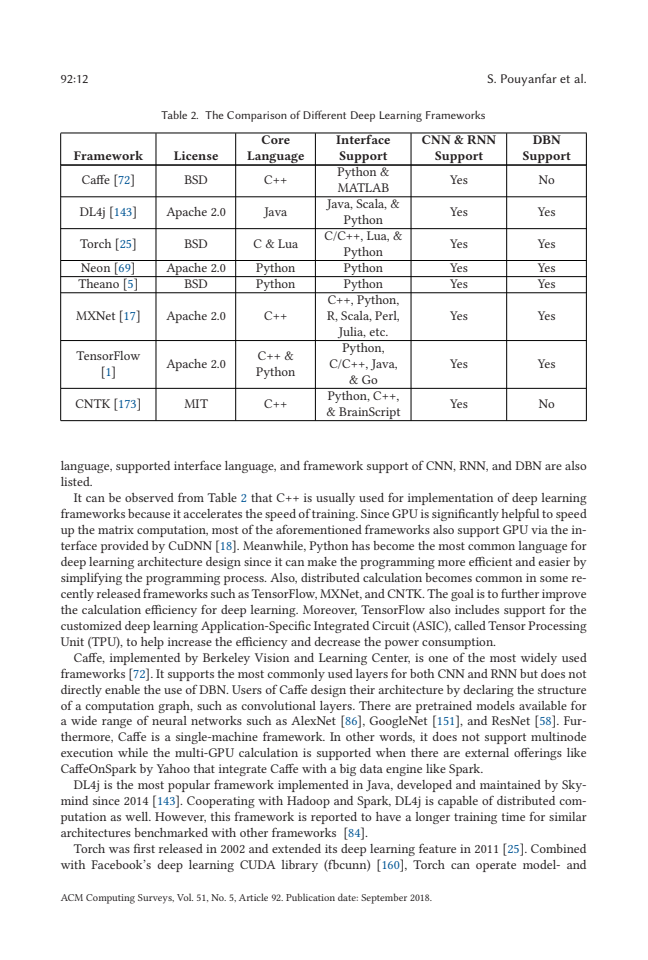 92:12 S. Pouyanfar et al.
Table 2. The Comparison of Different Deep Learning Frameworks
Framework License Core Language Interface Support CNN & RNN Support DBN Support
Caffe [72] BSD C++ Python & MATLAB Yes No
DL4j [143] Apache 2.0 Java Java, Scala, & Python Yes Yes
Torch [25] BSD C & Lua C/C++, Lua, & Python Yes Yes
Neon [69] Apache 2.0 Python Python Yes Yes
Theano [5] BSD Python Python Yes Yes
MXNet [17] Apache 2.0 C++ C++, Python, R, Scala, Perl, Julia, etc. Yes Yes
TensorFlow [1] Apache 2.0 C++ & Python Python, C/C++, Java, & Go Yes Yes
CNTK [173] MIT C++ Python, C++, & BrainScript Yes No
language, supported interface language, and framework support of CNN, RNN, and DBN are also
listed.
It can be observed from Table 2 that C++ is usually used for implementation of deep learning
frameworks because it accelerates the speed of training. Since GPU is significantly helpful to speed
up the matrix computation, most of the aforementioned frameworks also support GPU via the in-
terface provided by CuDNN [18]. Meanwhile, Python has become the most common language for
deep learning architecture design since it can make the programming more efficient and easier by
simplifying the programming process. Also, distributed calculation becomes common in some re-
cently released frameworks such as TensorFlow, MXNet, and CNTK. The goal is to further improve
the calculation efficiency for deep learning. Moreover, TensorFlow also includes support for the
customized deep learning Application-Specific Integrated Circuit (ASIC), called Tensor Processing
Unit (TPU), to help increase the efficiency and decrease the power consumption.
Caffe, implemented by Berkeley Vision and Learning Center, is one of the most widely used
frameworks [72]. It supports the most commonly used layers for both CNN and RNN but does not
directly enable the use of DBN. Users of Caffe design their architecture by declaring the structure
of a computation graph, such as convolutional layers. There are pretrained models available for
a wide range of neural networks such as AlexNet [86], GoogleNet [151], and ResNet [58]. Fur-
thermore, Caffe is a single-machine framework. In other words, it does not support multinode
execution while the multi-GPU calculation is supported when there are external offerings like
CaffeOnSpark by Yahoo that integrate Caffe with a big data engine like Spark.
DL4j is the most popular framework implemented in Java, developed and maintained by Sky-
mind since 2014 [143]. Cooperating with Hadoop and Spark, DL4j is capable of distributed com-
putation as well. However, this framework is reported to have a longer training time for similar
architectures benchmarked with other frameworks [84].
Torch was first released in 2002 and extended its deep learning feature in 2011 [25]. Combined
with Facebook's deep learning CUDA library (fbcunn) [160], Torch can operate model- and
ACM Computing Surveys, Vol. 51, No. 5, Article 92. Publication date: September 2018.